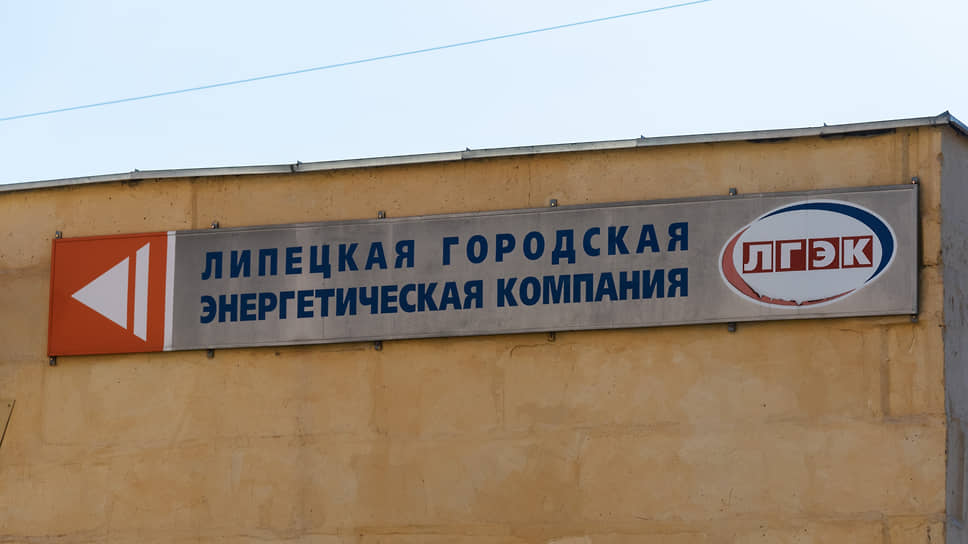 ЛИПЕЦКАЯ ГОРОДСКАЯ
ЭНЕРГЕТИЧЕСКАЯ КОМПАНИЯ
ЛГЭК